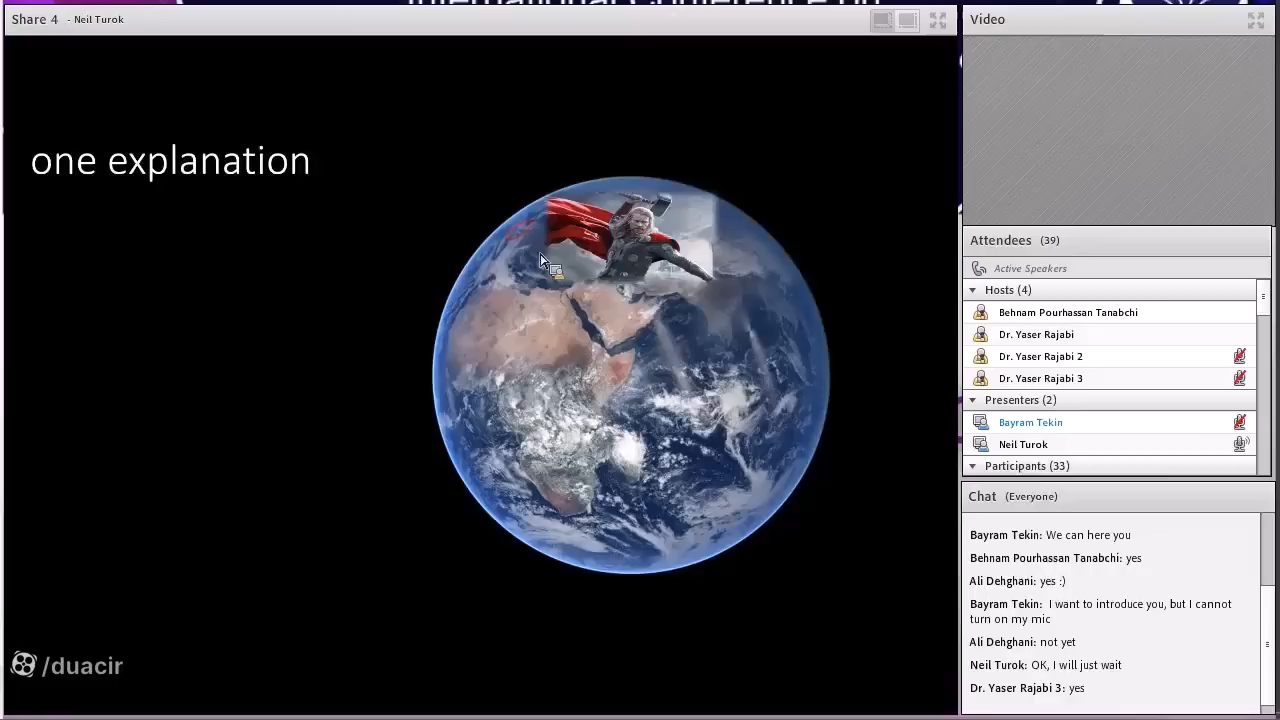 International Conference on
Share 4 - Neil Turok
one explanation
/duacir
Video
Attendees (39)
Active Speakers
Hosts (4)
Behnam Pourhassan Tanabchi
Dr. Yaser Rajabi
Dr. Yaser Rajabi 2
Dr. Yaser Rajabi 3
Presenters (2)
Bayram Tekin
Neil Turok
Participants (33)
Chat (Everyone)
Bayram Tekin: We can here you
Behnam Pourhassan Tanabchi: yes
Ali Dehghani: yes :)
Bayram Tekin: I want to introduce you, but I cannot
turn on my mic
Ali Dehghani: not yet
Neil Turok: OK, I will just wait
Dr. Yaser Rajabi 3: yes